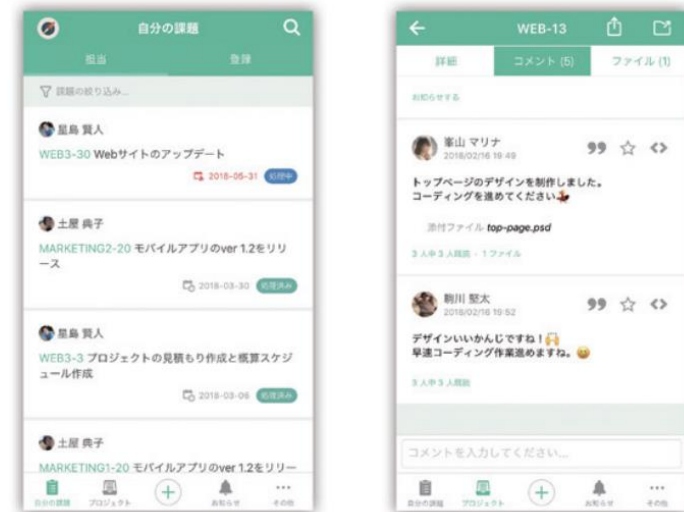 自分の課題
担当
登録
課題の絞り込み...
星島 賢人
WEB3-30 Webサイトのアップデート
2018-05-31 処理中
土屋 典子
MARKETING2-20 モバイルアプリのver 1.2をリリ
ース
2018-03-30 処理済み
星島 賢人
WEB3-3 プロジェクトの見積もり作成と概算スケジ
ュール作成
2018-03-06 処理済み
土屋 典子
MARKETING1-20 モバイルアプリのver 1.2をリリー
自分の課題 プロジェクト お知らせ その他
WEB-13
詳細 コメント (5) ファイル (1)
お知らせする
峯山 マリナ
2018/02/16 19:49
トップページのデザインを制作しました。
コーディングを進めてください💃
添付ファイル top-page.psd
3 人中 3 人既読 · 1 ファイル
駒川 堅太
2018/02/16 19:52
デザインいいかんじですね！🙌
早速コーディング作業進めますね。😆
3 人中 3 人既読
コメントを入力してください...
自分の課題 プロジェクト お知らせ その他